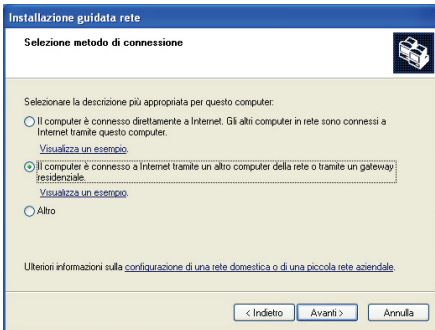 Installazione guidata rete
Selezione metodo di connessione
Selezionare la descrizione più appropriata per questo computer:
Il computer è connesso direttamente a Internet. Gli altri computer in rete sono connessi a
Internet tramite questo computer.
Visualizza un esempio.
Il computer è connesso a Internet tramite un altro computer della rete o tramite un gateway
residenziale.
Visualizza un esempio.
Altro
Ulteriori informazioni sulla configurazione di una rete domestica o di una piccola rete aziendale.
< Indietro
Avanti >
Annulla